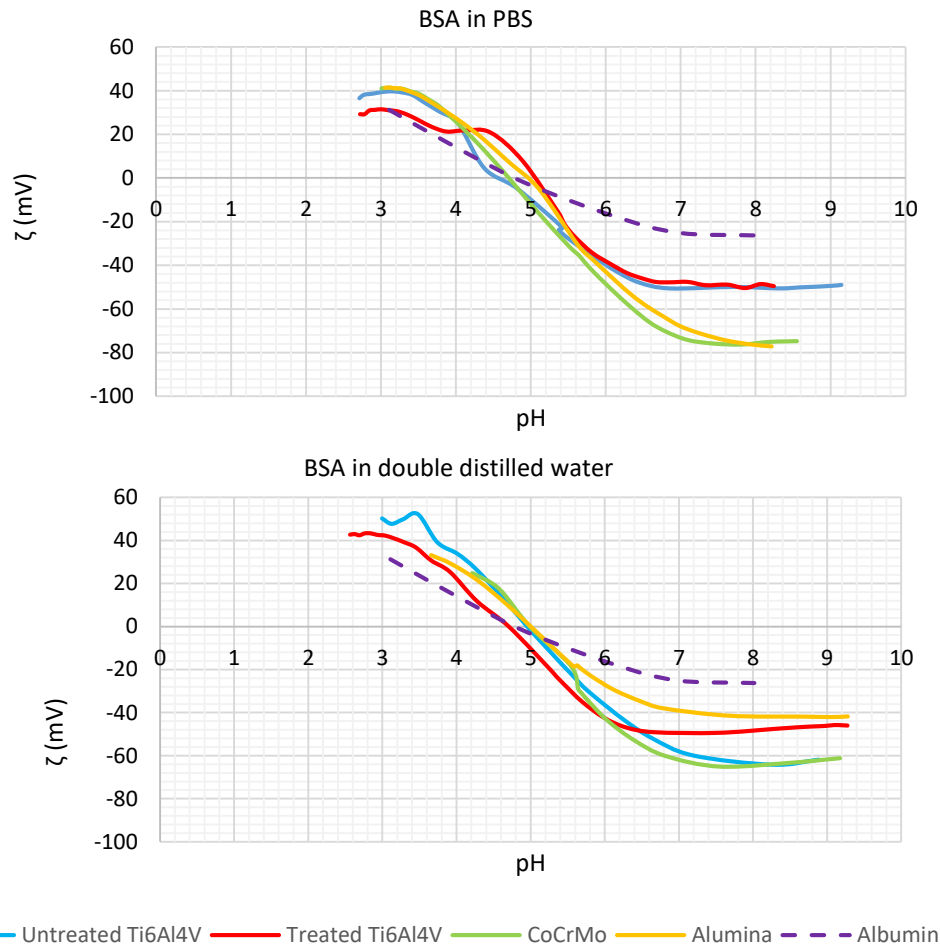 BSA in PBS
60
40
20
0
-20
-40
-60
-80
-100
0 1 2 3 4 5 6 7 8 9 10
ζ (mV)
pH
BSA in double distilled water
60
40
20
0
-20
-40
-60
-80
-100
0 1 2 3 4 5 6 7 8 9 10
ζ (mV)
pH
Untreated Ti6Al4V Treated Ti6Al4V CoCrMo Alumina Albumin